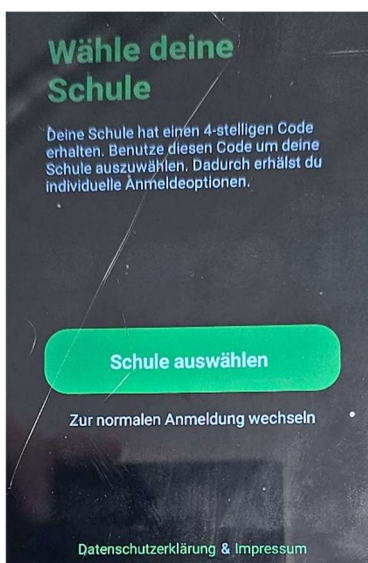 Wähle deine
Schule
Deine Schule hat einen 4-stelligen Code
erhalten. Benutze diesen Code um deine
Schule auszuwählen. Dadurch erhälst du
individuelle Anmeldeoptionen.
Schule auswählen
Zur normalen Anmeldung wechseln
Datenschutzerklärung & Impressum